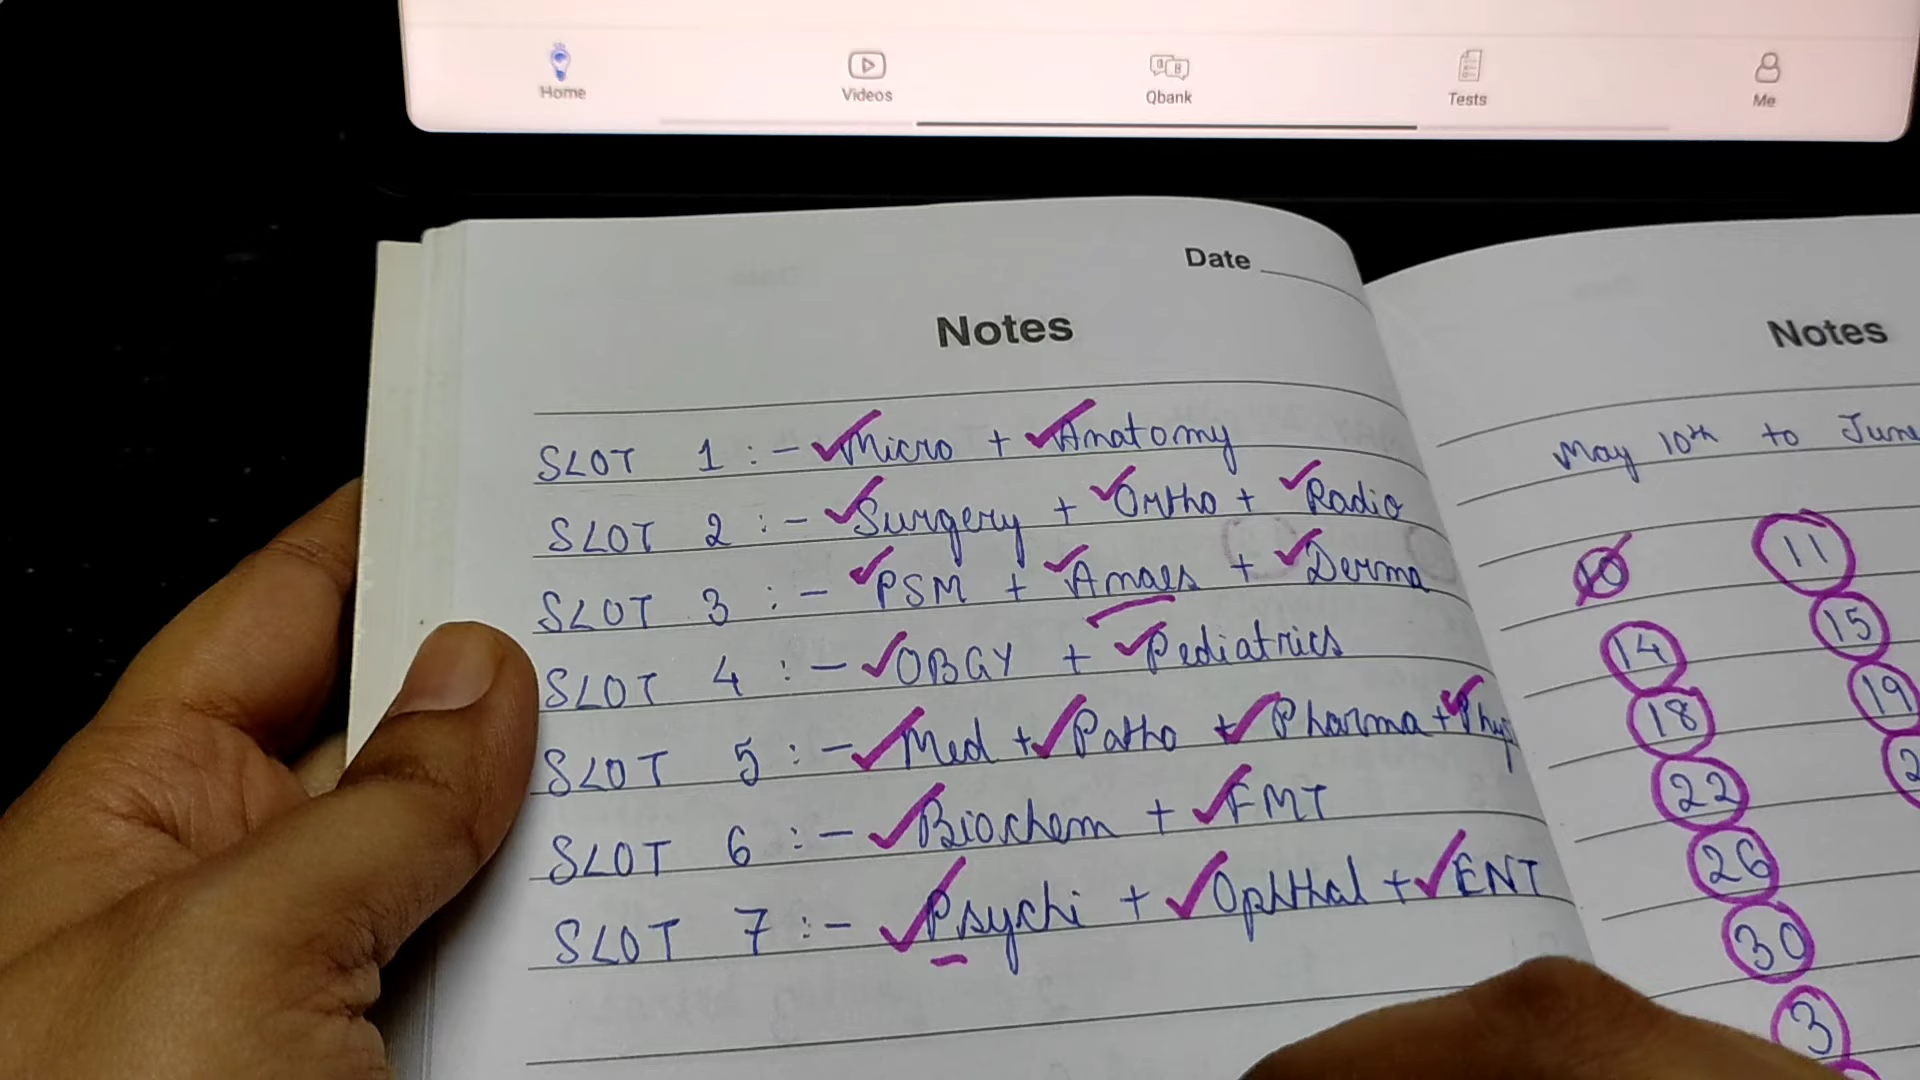 Home Videos Qbank Tests Me
Date
Notes
SLOT 1 :- Micro + Anatomy
SLOT 2 :- Surgery + Ortho + Radio
SLOT 3 :- PSM + Anaes + Derma
SLOT 4 :- OBGY + Pediatrics
SLOT 5 :- Med + Patho + Pharma + Phys
SLOT 6 :- Biochem + FMT
SLOT 7 :- Psychi + Ophthal + ENT
Notes
May 10th to June
10 11
14 15
18 19
22
26
30
3